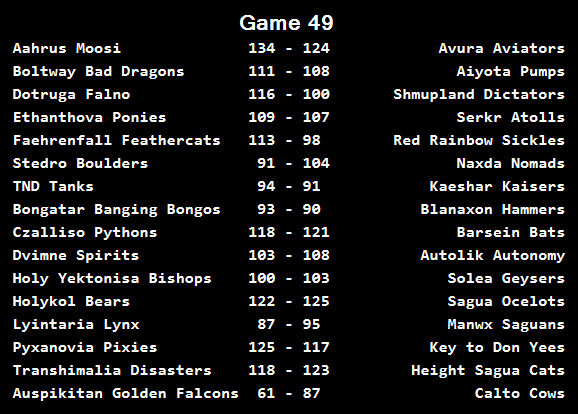 Game 49
Aahrus Moosi 134 - 124 Avura Aviators
Boltway Bad Dragons 111 - 108 Aiyota Pumps
Dotruga Falno 116 - 100 Shmupland Dictators
Ethanthova Ponies 109 - 107 Serkr Atolls
Faehrenfall Feathercats 113 - 98 Red Rainbow Sickles
Stedro Boulders 91 - 104 Naxda Nomads
TND Tanks 94 - 91 Kaeshar Kaisers
Bongatar Banging Bongos 93 - 90 Blanaxon Hammers
Czalliso Pythons 118 - 121 Barsein Bats
Dvimne Spirits 103 - 108 Autolik Autonomy
Holy Yektonisa Bishops 100 - 103 Solea Geysers
Holykol Bears 122 - 125 Sagua Ocelots
Lyintaria Lynx 87 - 95 Manwx Saguans
Pyxanovia Pixies 125 - 117 Key to Don Yees
Transhimalia Disasters 118 - 123 Height Sagua Cats
Auspikitan Golden Falcons 61 - 87 Calto Cows